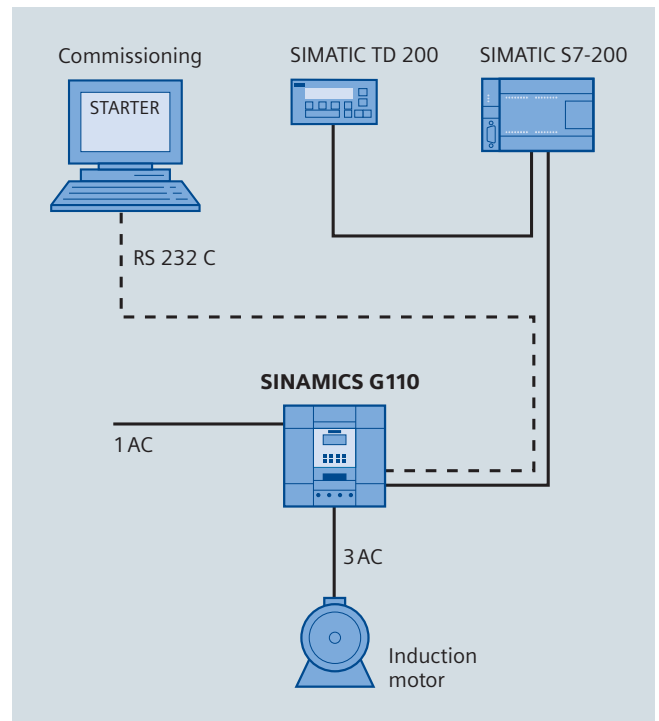 Commissioning
SIMATIC TD 200
SIMATIC S7-200
STARTER
RS 232 C
SINAMICS G110
1 AC
3 AC
Induction
motor